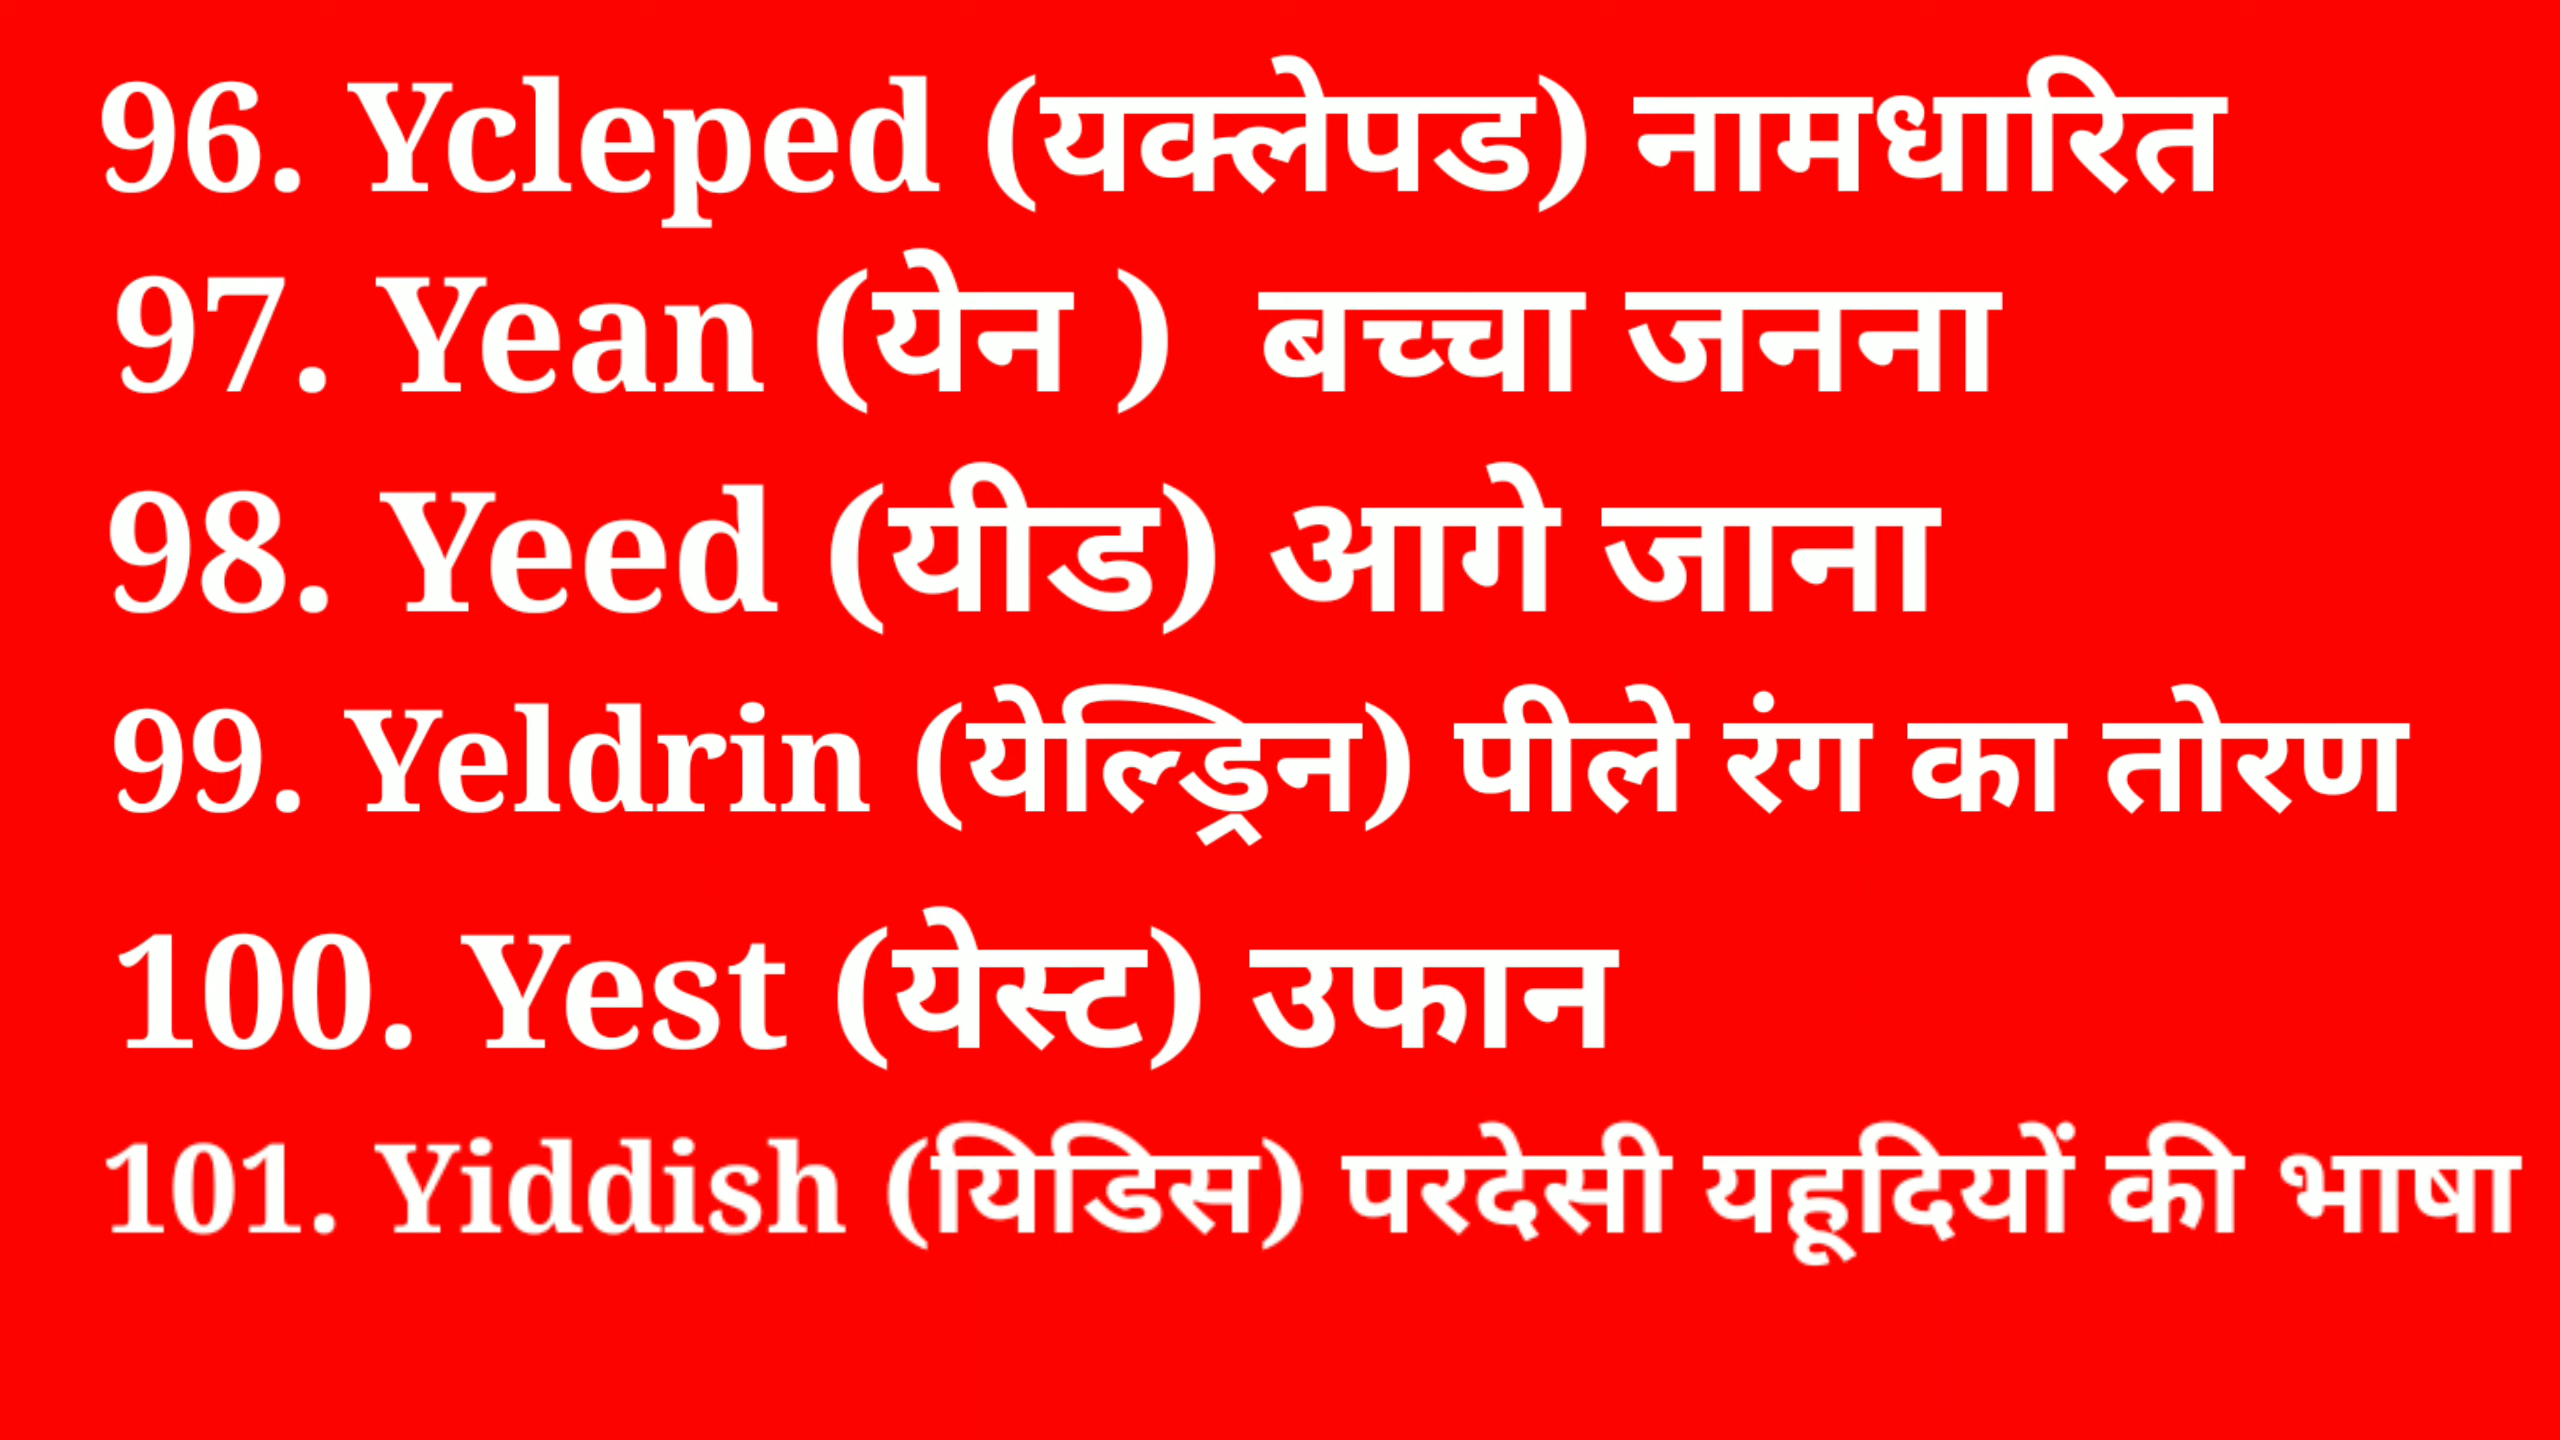 96. Ycleped (यक्लेपड) नामधारित
97. Yean (येन ) बच्चा जनना
98. Yeed (यीड) आगे जाना
99. Yeldrin (येल्ड्रिन) पीले रंग का तोरण
100. Yest (येस्ट) उफान
101. Yiddish (यिडिस) परदेसी यहूदियों की भाषा